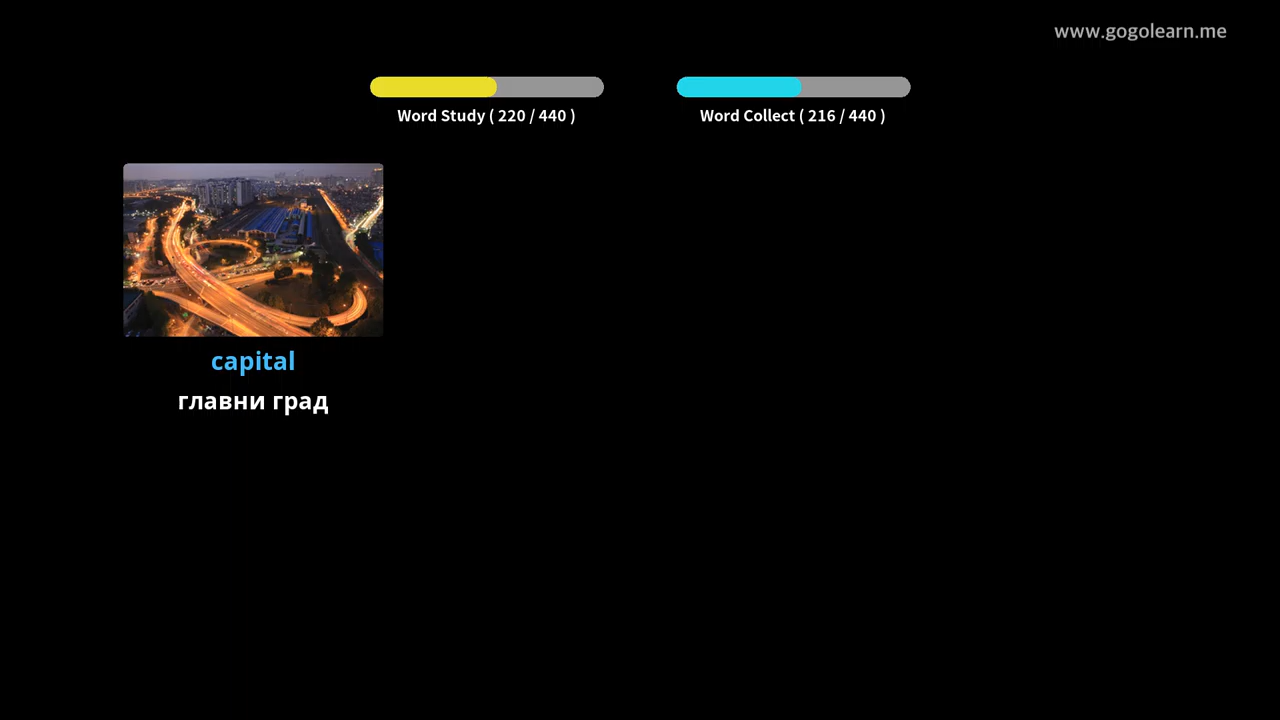 www.gogolearn.me
Word Study ( 220 / 440 )
Word Collect ( 216 / 440 )
capital
главни град